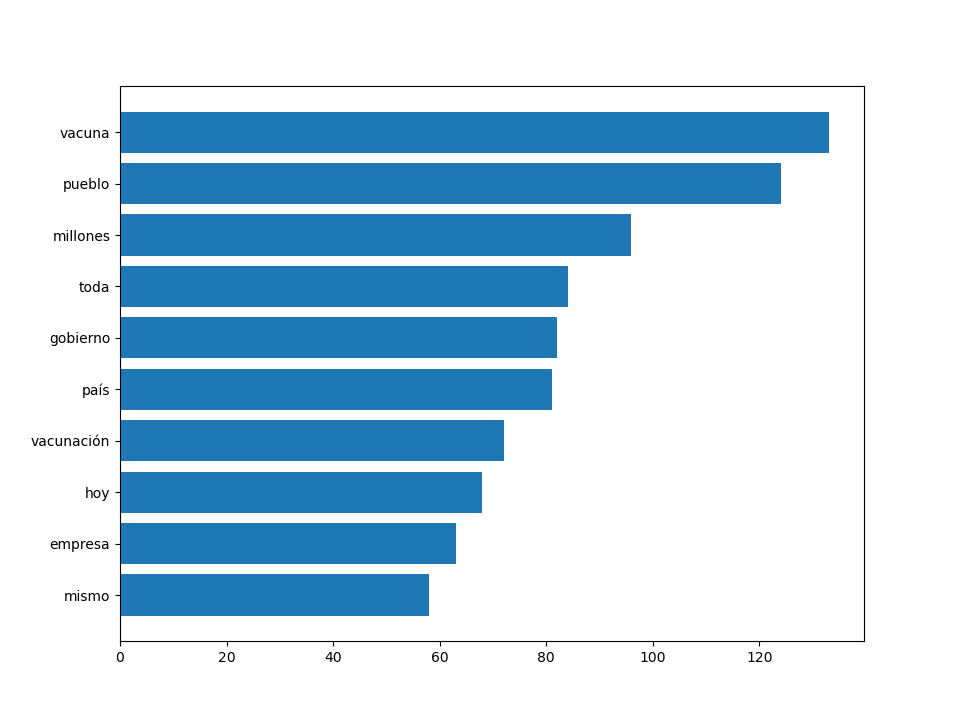 vacuna
pueblo
millones
toda
gobierno
país
vacunación
hoy
empresa
mismo
0 20 40 60 80 100 120